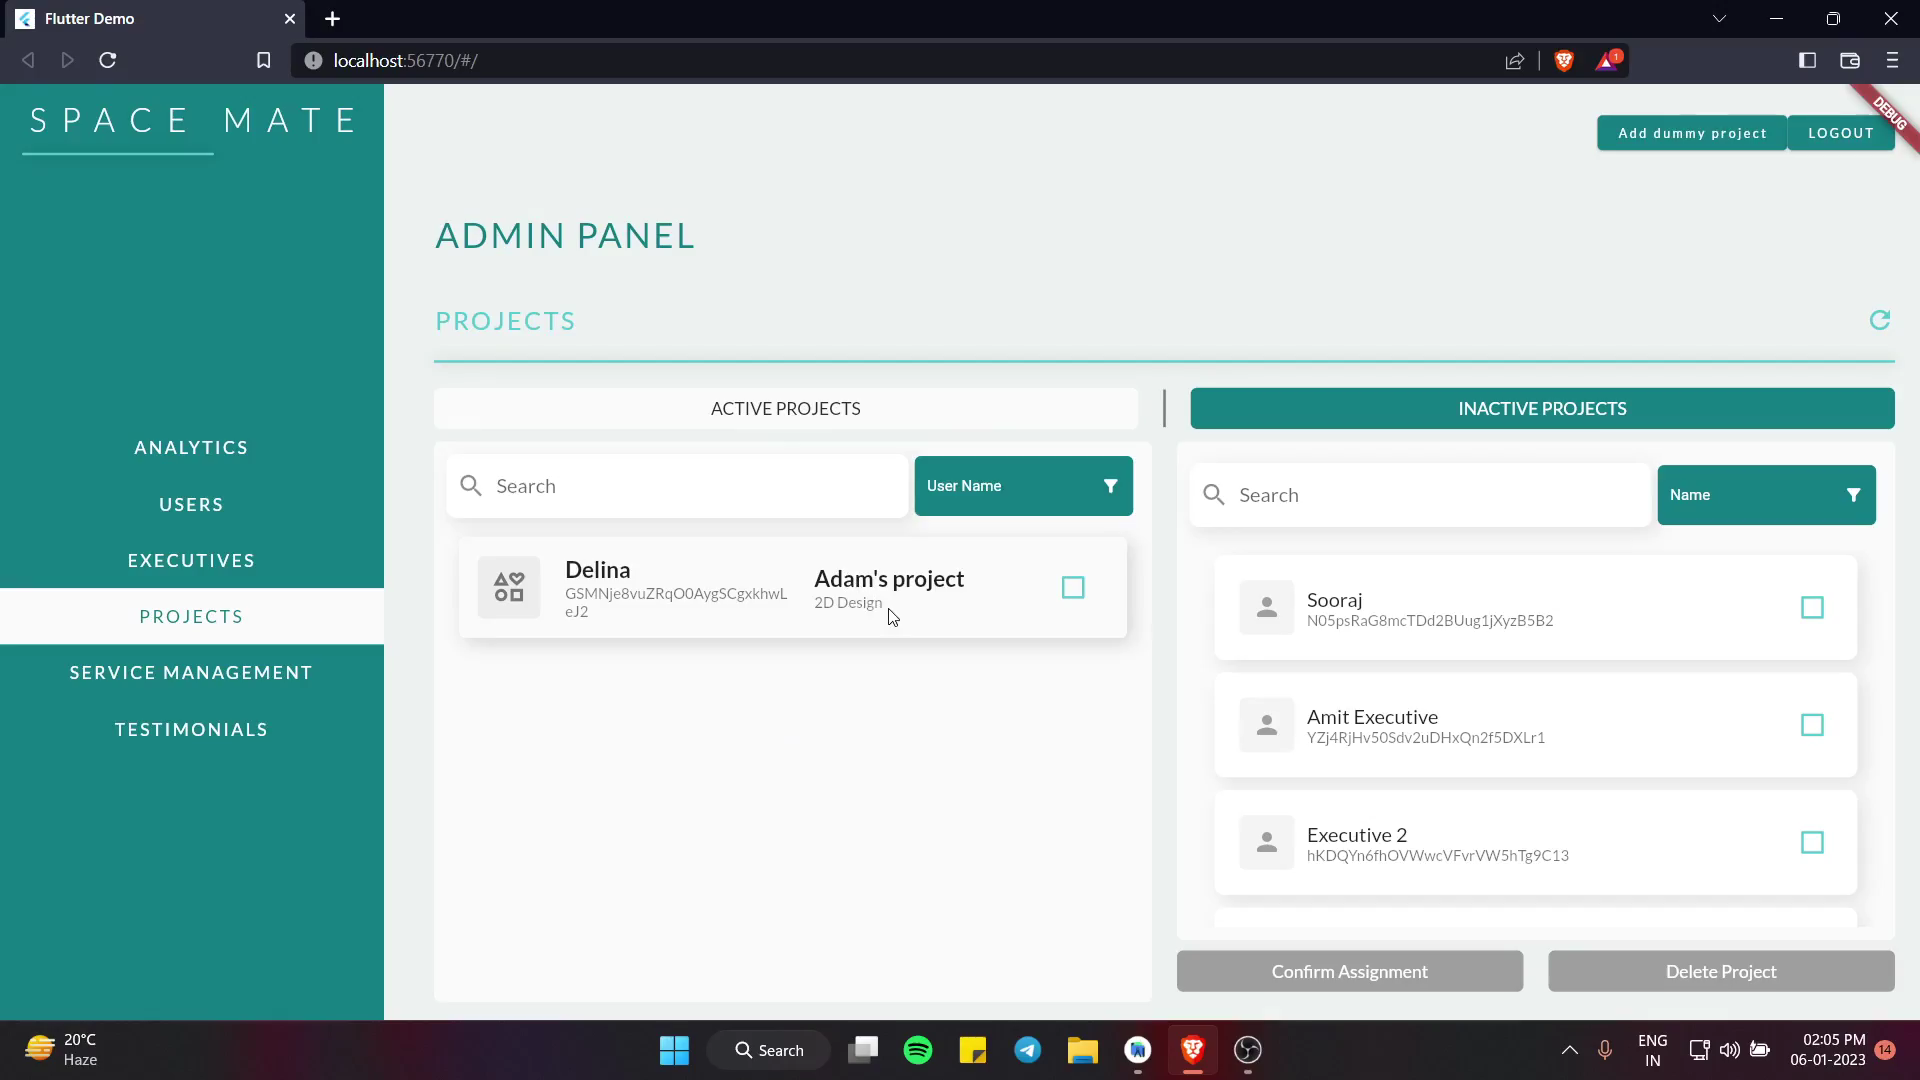 Flutter Demo
localhost:56770/#/
1
SPACE MATE
DEBUG
Add dummy project
LOGOUT
ADMIN PANEL
PROJECTS
ACTIVE PROJECTS
INACTIVE PROJECTS
ANALYTICS
USERS
EXECUTIVES
PROJECTS
SERVICE MANAGEMENT
TESTIMONIALS
Search
User Name
Delina
GSMNje8vuZRqO0AygSCgxkhwL
eJ2
Adam's project
2D Design
Search
Name
Sooraj
N05psRaG8mcTDd2BUug1jXyzB5B2
Amit Executive
YZj4RjHv50Sdv2uDHxQn2f5DXLr1
Executive 2
hKDQYn6fhOVWwcVFvrVW5hTg9C13
Confirm Assignment
Delete Project
20°C
Haze
Search
ENG
IN
02:05 PM
06-01-2023
14